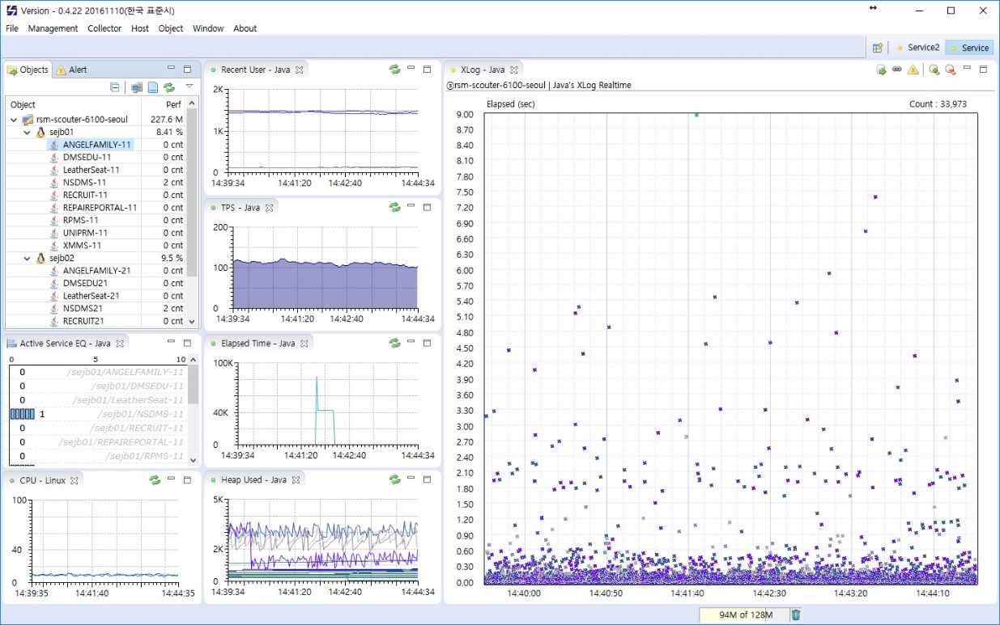 Version - 0.4.22 20161110(한국 표준시)
File Management Collector Host Object Window About
Service2 Service
Objects Alert
Object Perf
rsm-scouter-6100-seoul 227.6 M
sejb01 8.41 %
ANGELFAMILY-11 0 cnt
DMSEDU-11 0 cnt
LeatherSeat-11 0 cnt
NSDMS-11 2 cnt
RECRUIT-11 0 cnt
REPAIREPORTAL-11 0 cnt
RPMS-11 0 cnt
UNIPRM-11 0 cnt
XMMS-11 0 cnt
sejb02 9.5 %
ANGELFAMILY-21 0 cnt
DMSEDU21 0 cnt
LeatherSeat-21 0 cnt
NSDMS21 2 cnt
RECRUIT21 0 cnt
Active Service EQ - Java
0 5 10
0 /sejb01/ANGELFAMILY-11
0 /sejb01/DMSEDU-11
0 /sejb01/LeatherSeat-11
1 /sejb01/NSDMS-11
0 /sejb01/RECRUIT-11
0 /sejb01/REPAIREPORTAL-11
0 /sejb01/RPMS-11
CPU - Linux
100
40
0
14:39:35 14:41:40 14:44:35
Recent User - Java
2K
1K
0
14:39:34 14:41:20 14:42:40 14:44:34
TPS - Java
200
100
0
14:39:34 14:41:20 14:42:40 14:44:34
Elapsed Time - Java
100K
40K
0
14:39:34 14:41:20 14:42:40 14:44:34
Heap Used - Java
5K
2K
0
14:39:34 14:41:20 14:42:40 14:44:34
XLog - Java
ⓢrsm-scouter-6100-seoul | Java's XLog Realtime
Elapsed (sec) Count : 33,973
9.00
8.70
8.40
8.10
7.80
7.50
7.20
6.90
6.60
6.30
6.00
5.70
5.40
5.10
4.80
4.50
4.20
3.90
3.60
3.30
3.00
2.70
2.40
2.10
1.80
1.50
1.20
0.90
0.60
0.30
0.00
14:40:00 14:40:50 14:41:40 14:42:30 14:43:20 14:44:10
94M of 128M